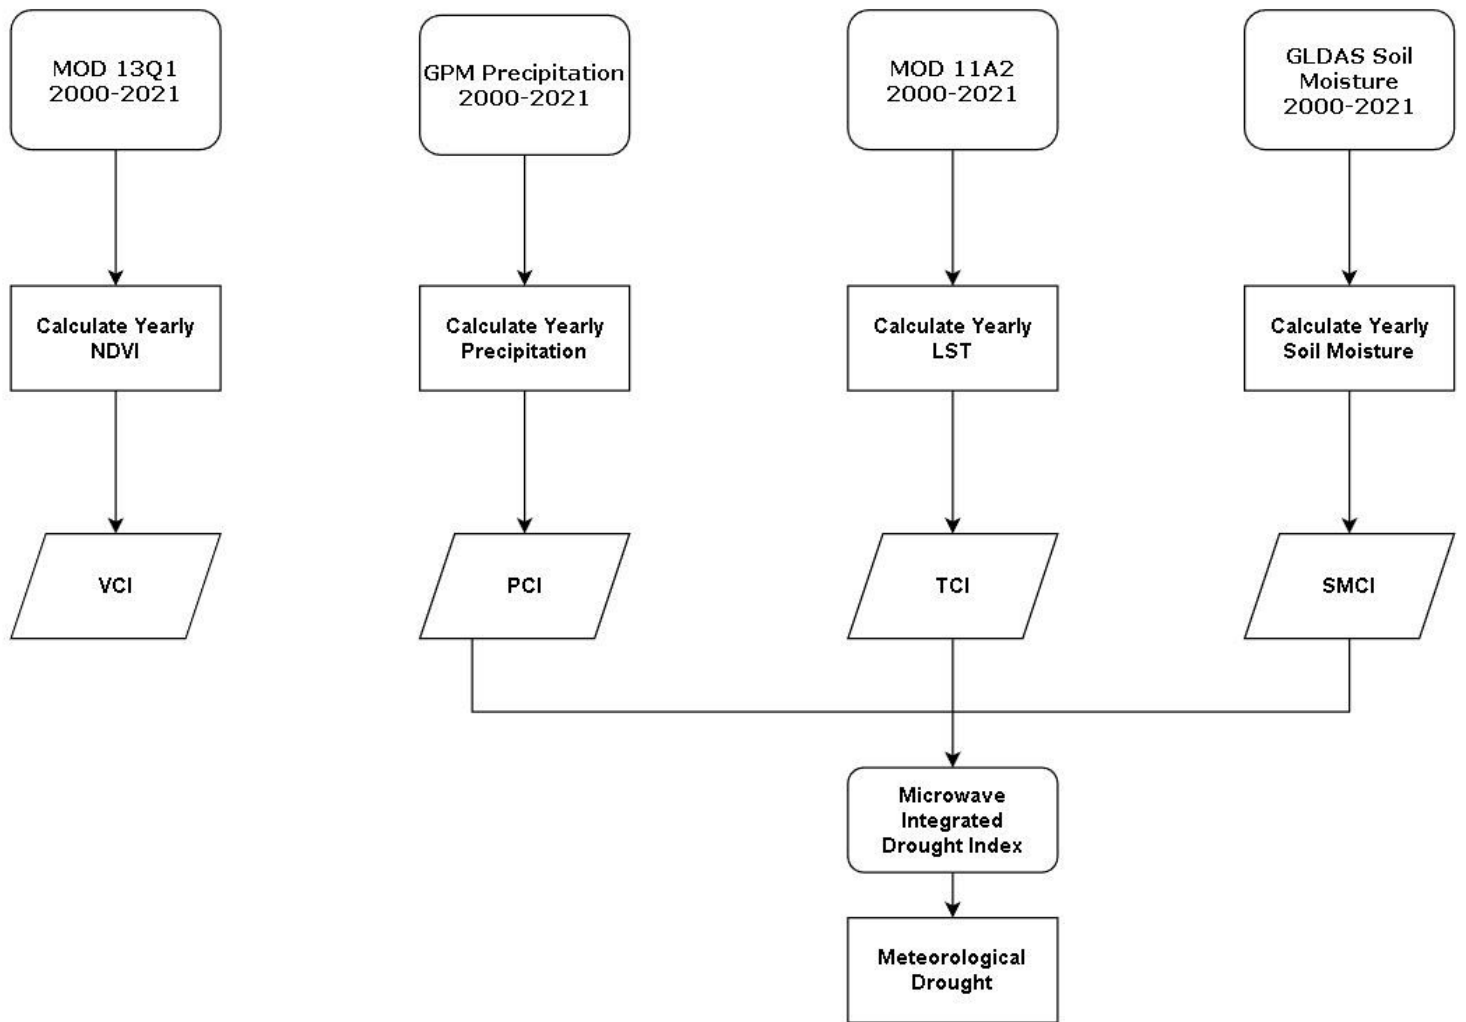 MOD 13Q1
2000-2021
GPM Precipitation
2000-2021
MOD 11A2
2000-2021
GLDAS Soil
Moisture
2000-2021
Calculate Yearly
NDVI
Calculate Yearly
Precipitation
Calculate Yearly
LST
Calculate Yearly
Soil Moisture
VCI
PCI
TCI
SMCI
Microwave
Integrated
Drought Index
Meteorological
Drought